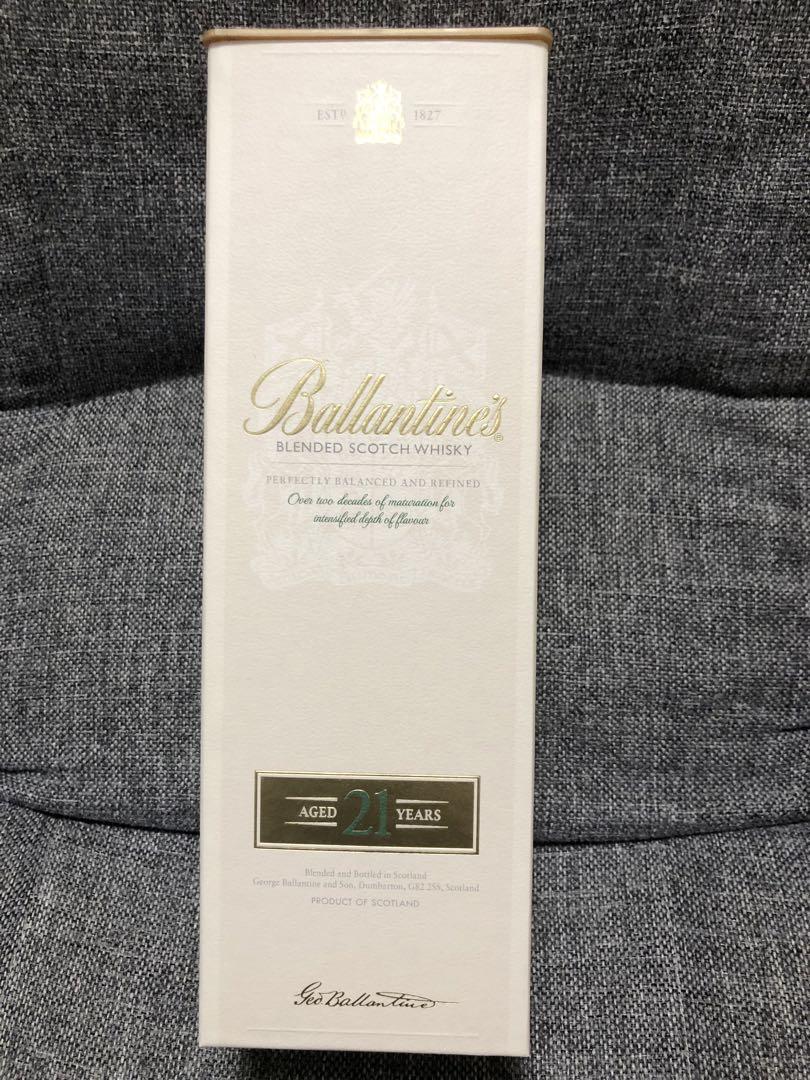 ESTD 1827
Ballantine's
BLENDED SCOTCH WHISKY
PERFECTLY BALANCED AND REFINED
Over two decades of maturation for
intensified depth of flavour
AGED 21 YEARS
Blended and Bottled in Scotland
George Ballantine and Son, Dumbarton, G82 2SS, Scotland
PRODUCT OF SCOTLAND
Geo Ballantine